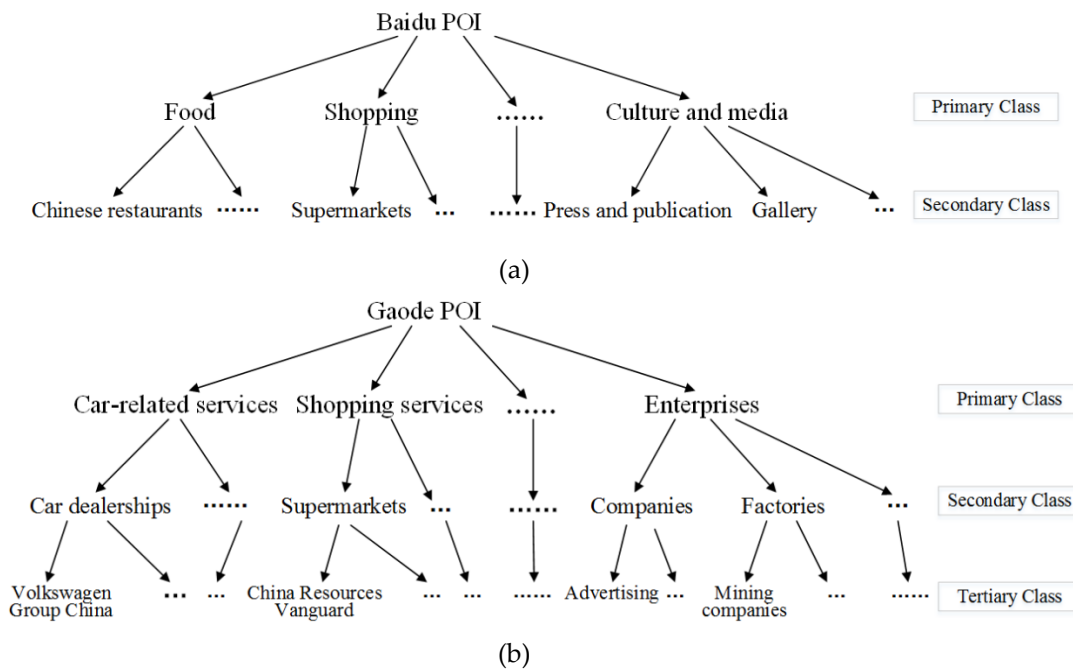 Baidu POI
Food Shopping ...... Culture and media Primary Class
Chinese restaurants ...... Supermarkets ... ...... Press and publication Gallery ... Secondary Class
(a)
Gaode POI
Car-related services Shopping services ...... Enterprises Primary Class
Car dealerships ...... Supermarkets ... ...... Companies Factories ... Secondary Class
Volkswagen China Resources Advertising ... Mining ... ...... Tertiary Class
Group China ... ... Vanguard ... ... ...... companies
(b)